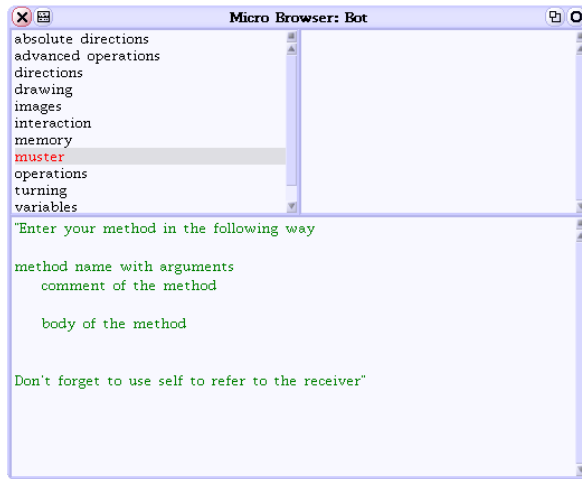 Micro Browser: Bot
absolute directions
advanced operations
directions
drawing
images
interaction
memory
muster
operations
turning
variables
"Enter your method in the following way
method name with arguments
comment of the method
body of the method
Don't forget to use self to refer to the receiver"